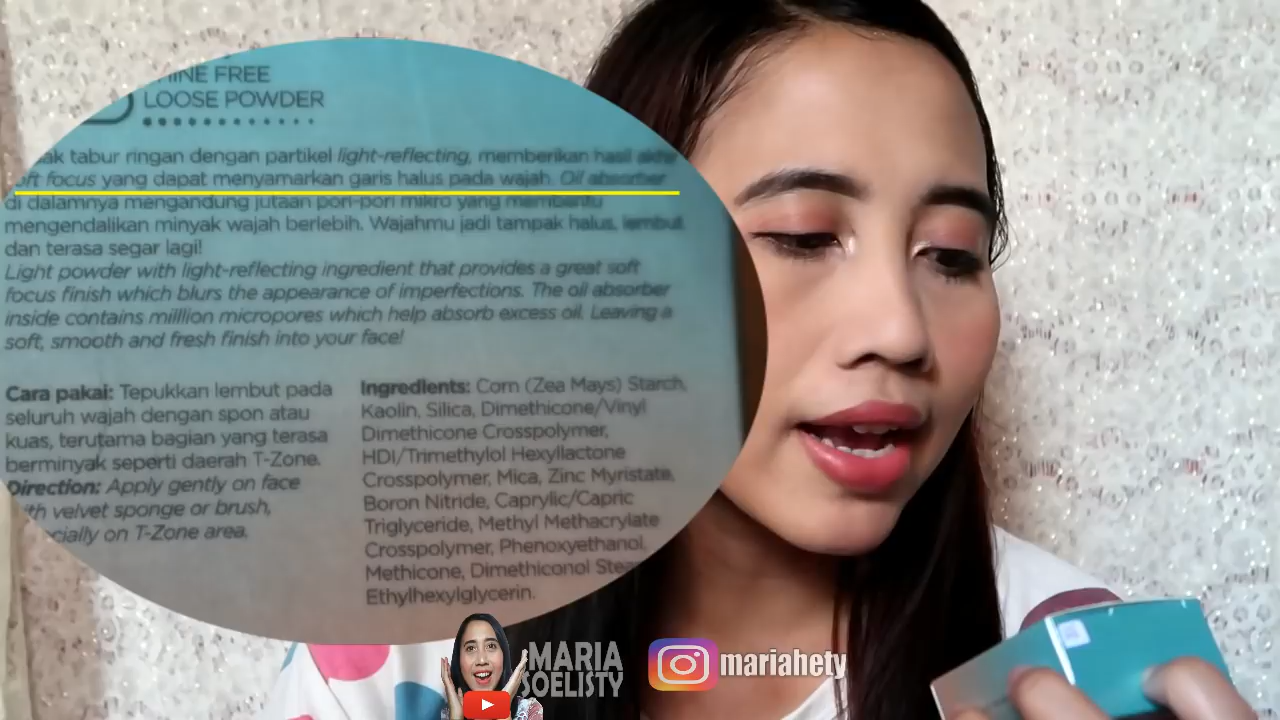 FREE
LOOSE POWDER
tabur ringan dengan partikel light-reflecting, memberikan hasil akhir
focus yang dapat menyamarkan garis halus pada wajah. Oil absorber
di dalamnya mengandung jutaan pori-pori mikro yang membantu
mengendalikan minyak wajah berlebih. Wajahmu jadi tampak halus, lembut
dan terasa segar lagi!
Light powder with light-reflecting ingredient that provides a great soft
focus finish which blurs the appearance of imperfections. The oil absorber
inside contains milllion micropores which help absorb excess oil. Leaving a
soft, smooth and fresh finish into your face!
Cara pakai: Tepukkan lembut pada
seluruh wajah dengan spon atau
kuas, terutama bagian yang terasa
berminyak seperti daerah T-Zone.
Direction: Apply gently on face
with velvet sponge or brush,
on T-Zone area.
Ingredients: Corn (Zea Mays) Starch,
Kaolin, Silica, Dimethicone/Vinyl
Dimethicone Crosspolymer,
HDI/Trimethylol Hexyllactone
Crosspolymer, Mica, Zinc Myristate,
Boron Nitride, Caprylic/Capric
Triglyceride, Methyl Methacrylate
Crosspolymer, Phenoxyethanol,
Methicone, Dimethiconol
Ethylhexylglycerin.
MARIA
SOELISTY
mariahety